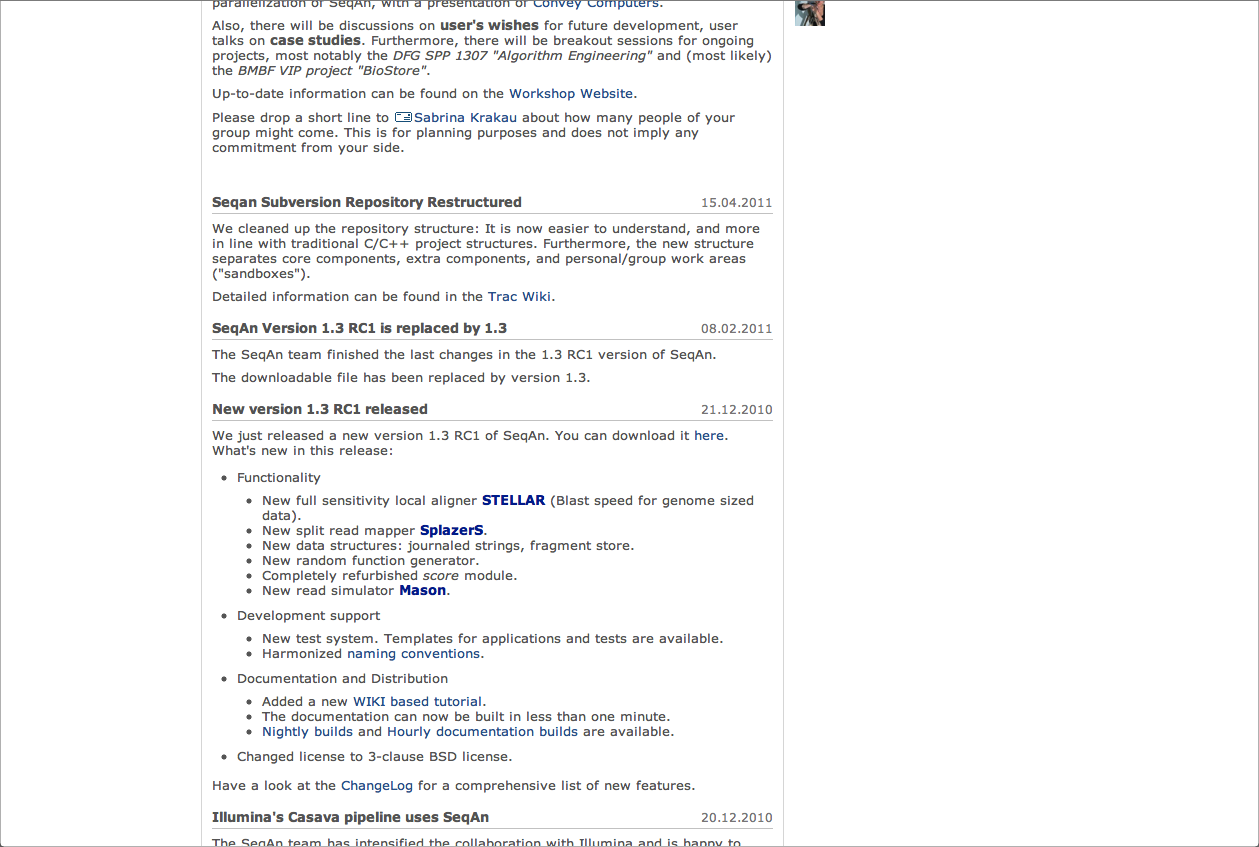 parallelization of SeqAn, with a presentation of Convey Computers.
Also, there will be discussions on user's wishes for future development, user
talks on case studies. Furthermore, there will be breakout sessions for ongoing
projects, most notably the DFG SPP 1307 "Algorithm Engineering" and (most likely)
the BMBF VIP project "BioStore".
Up-to-date information can be found on the Workshop Website.
Please drop a short line to Sabrina Krakau about how many people of your
group might come. This is for planning purposes and does not imply any
commitment from your side.
Seqan Subversion Repository Restructured 15.04.2011
We cleaned up the repository structure: It is now easier to understand, and more
in line with traditional C/C++ project structures. Furthermore, the new structure
separates core components, extra components, and personal/group work areas
("sandboxes").
Detailed information can be found in the Trac Wiki.
SeqAn Version 1.3 RC1 is replaced by 1.3 08.02.2011
The SeqAn team finished the last changes in the 1.3 RC1 version of SeqAn.
The downloadable file has been replaced by version 1.3.
New version 1.3 RC1 released 21.12.2010
We just released a new version 1.3 RC1 of SeqAn. You can download it here.
What's new in this release:
• Functionality
• New full sensitivity local aligner STELLAR (Blast speed for genome sized
data).
• New split read mapper SplazerS.
• New data structures: journaled strings, fragment store.
• New random function generator.
• Completely refurbished score module.
• New read simulator Mason.
• Development support
• New test system. Templates for applications and tests are available.
• Harmonized naming conventions.
• Documentation and Distribution
• Added a new WIKI based tutorial.
• The documentation can now be built in less than one minute.
• Nightly builds and Hourly documentation builds are available.
• Changed license to 3-clause BSD license.
Have a look at the ChangeLog for a comprehensive list of new features.
Illumina's Casava pipeline uses SeqAn 20.12.2010
The SeqAn team has intensified the collaboration with Illumina and is happy to